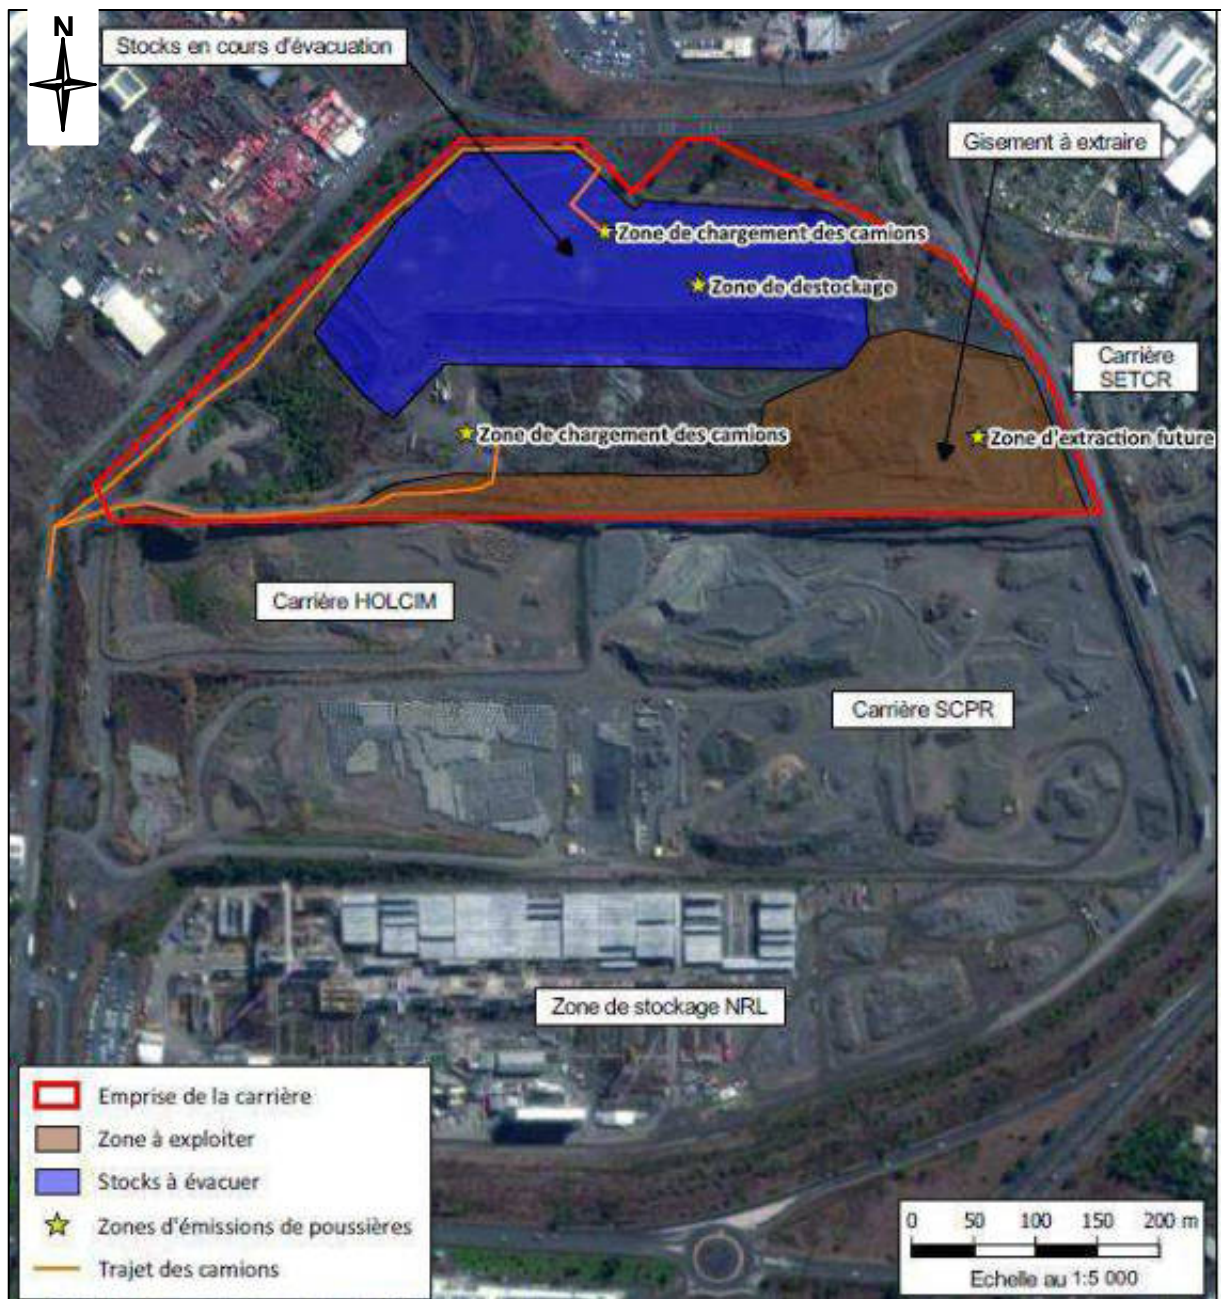 N
Stocks en cours d'évacuation
Gisement à extraire
Zone de chargement des camions
Zone de destockage
Carrière
SETCR
Zone de chargement des camions
Zone d'extraction future
Carrière HOLCIM
Carrière SCPR
Zone de stockage NRL
Emprise de la carrière
Zone à exploiter
Stocks à évacuer
Zones d'émissions de poussières
Trajet des camions
0 50 100 150 200 m
Echelle au 1:5 000